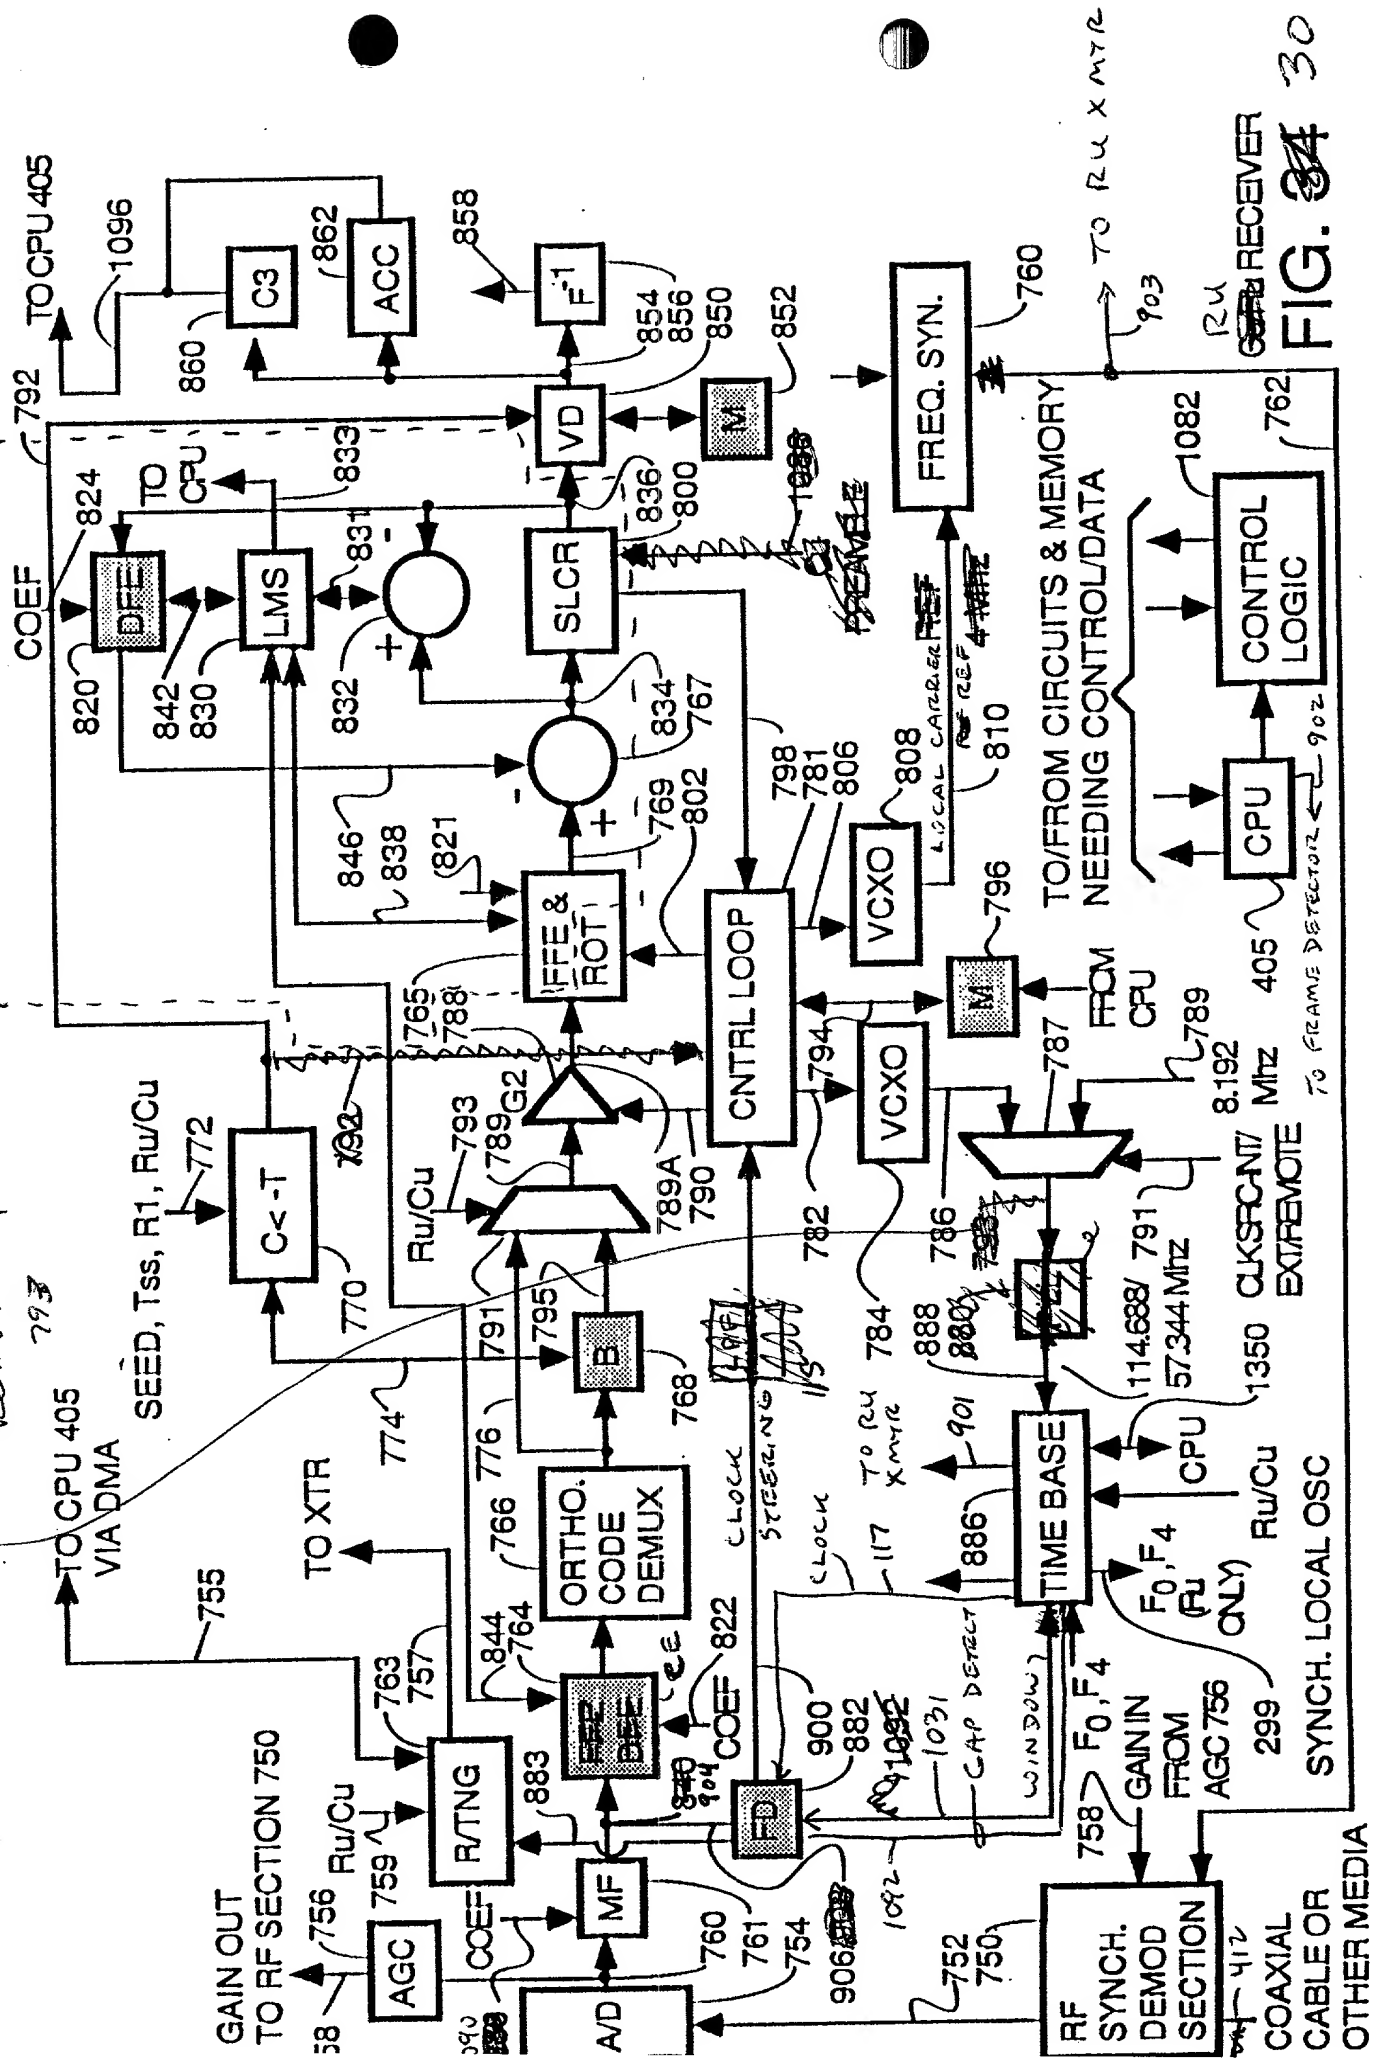 TO CPU 405
VIA DMA
793
SEED, Tss, R1, Ru/Cu
772
C<-T
770
774
COEF
792
824
TO CPU 405
1096
GAIN OUT
TO RF SECTION 750
756
AGC
Ru/Cu
759
763
757
755
R/TNG
TO XTR
820
DFE
842
830
LMS
831
TO
CPU
833
832
+
-
860
C3
862
ACC
858
846
838
821
COEF
883
844
764
776
766
791
795
Ru/Cu
793
789
G2
788
765
A/D
MF
ORTHO.
CODE
DEMUX
B
768
FFE &
ROT
+
-
769
834
767
SLCR
836
800
VD
F-1
854
856
850
M
852
760
761
754
904
COEF
822
789A
790
802
CLOCK
STEERING
CNTRL LOOP
798
781
806
FD
900
882
906
1031
1092
CAP DETECT
WINDOW
CLOCK
117
TO RU
XMTR
901
782
794
VCXO
784
786
VCXO
808
LOCAL CARRIER
REF
810
FREQ. SYN.
760
M
796
FROM
CPU
787
789
8.192
Mhz
791
CLKSRC-INT/
EXT/REMOTE
888
114.688/
57.344 Mhz
886
TIME BASE
1350
CPU
Ru/Cu
F0, F4
(Ru
ONLY)
299
758
F0, F4
GAIN IN
FROM
AGC 756
752
750
RF
SYNCH.
DEMOD
SECTION
412
COAXIAL
CABLE OR
OTHER MEDIA
SYNCH. LOCAL OSC
TO/FROM CIRCUITS & MEMORY
NEEDING CONTROL/DATA
CPU
405
CONTROL
LOGIC
1082
TO FRAME DETECTOR
902
762
903
TO RU XMTR
RU
RECEIVER
FIG. 30